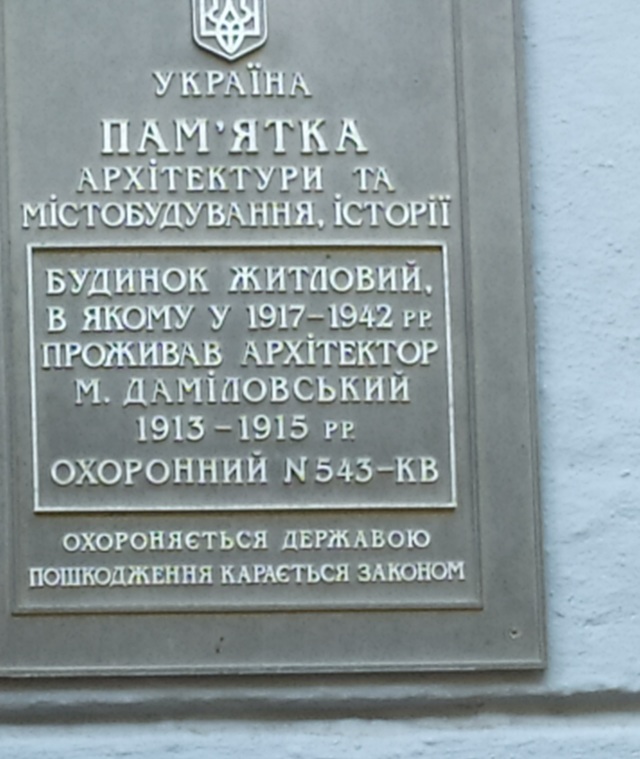 УКРАЇНА
ПАМ'ЯТКА
АРХІТЕКТУРИ ТА
МІСТОБУДУВАННЯ, ІСТОРІЇ
БУДИНОК ЖИТЛОВИЙ,
В ЯКОМУ У 1917–1942 РР.
ПРОЖИВАВ АРХІТЕКТОР
М. ДАМІЛОВСЬКИЙ
1913–1915 РР.
ОХОРОННИЙ N 543–КВ
ОХОРОНЯЄТЬСЯ ДЕРЖАВОЮ
ПОШКОДЖЕННЯ КАРАЄТЬСЯ ЗАКОНОМ